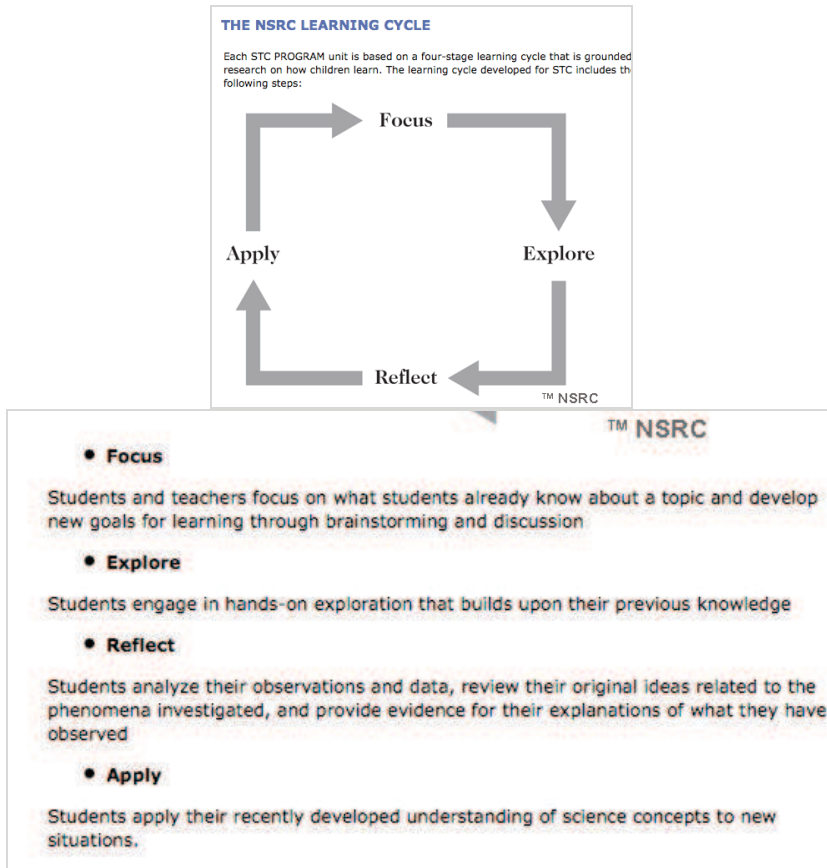 THE NSRC LEARNING CYCLE
Each STC PROGRAM unit is based on a four-stage learning cycle that is grounded
research on how children learn. The learning cycle developed for STC includes th
following steps:
Focus
Apply
Explore
Reflect
™ NSRC
™ NSRC
• Focus
Students and teachers focus on what students already know about a topic and develop
new goals for learning through brainstorming and discussion
• Explore
Students engage in hands-on exploration that builds upon their previous knowledge
• Reflect
Students analyze their observations and data, review their original ideas related to the
phenomena investigated, and provide evidence for their explanations of what they have
observed
• Apply
Students apply their recently developed understanding of science concepts to new
situations.